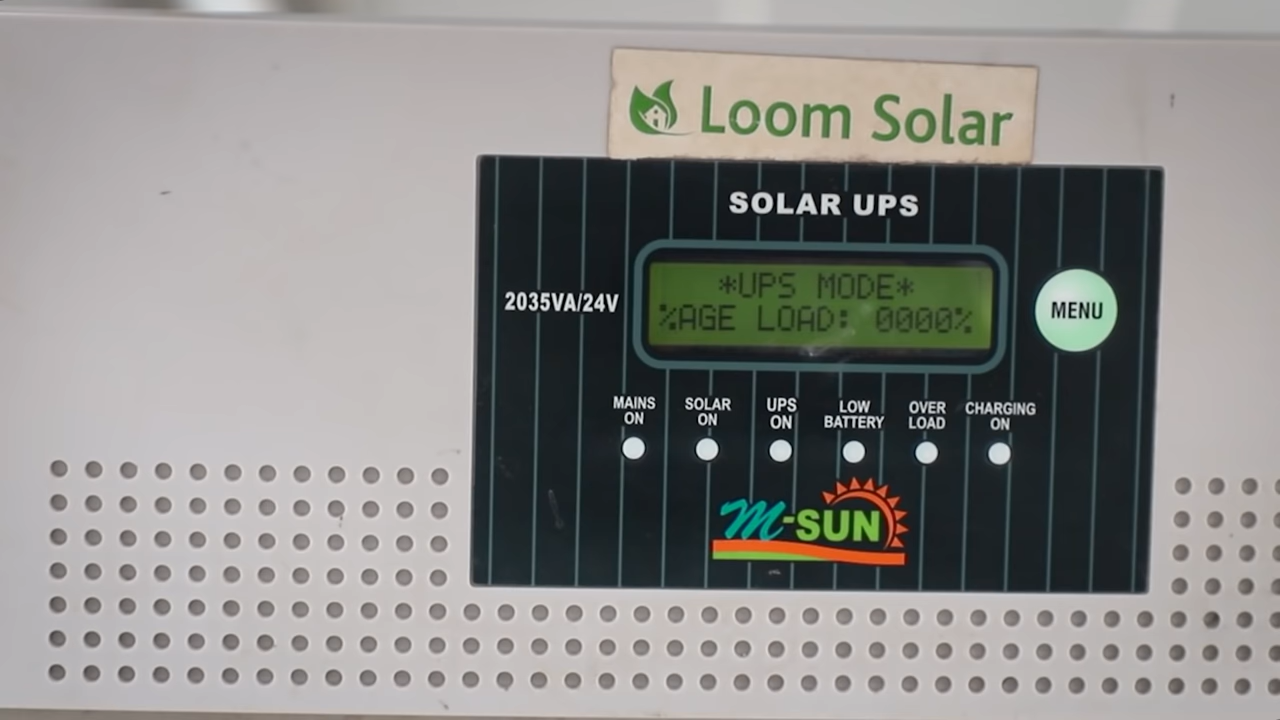 Loom Solar
SOLAR UPS
2035VA/24V
*UPS MODE*
%AGE LOAD: 0000%
MENU
MAINS ON
SOLAR ON
UPS ON
LOW BATTERY
OVER LOAD
CHARGING ON
M-SUN